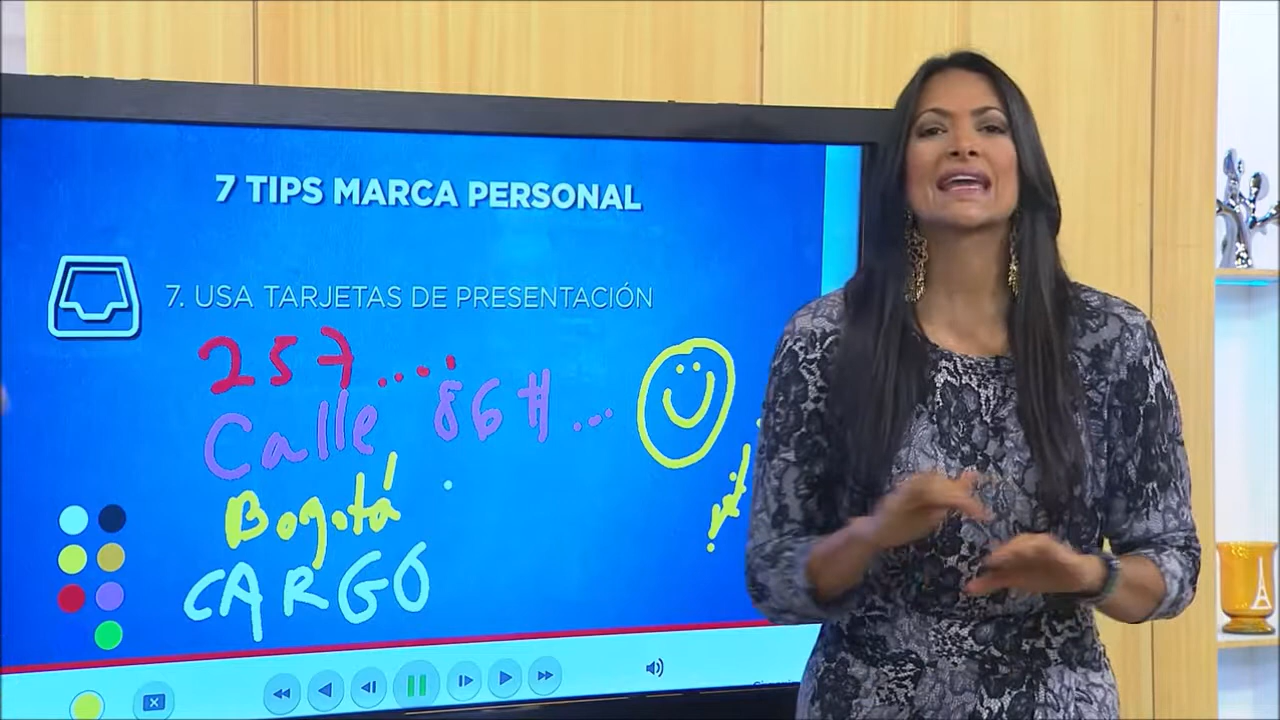 7 TIPS MARCA PERSONAL
7. USA TARJETAS DE PRESENTACIÓN
257....
Calle 86 #...
Bogotá
CARGO